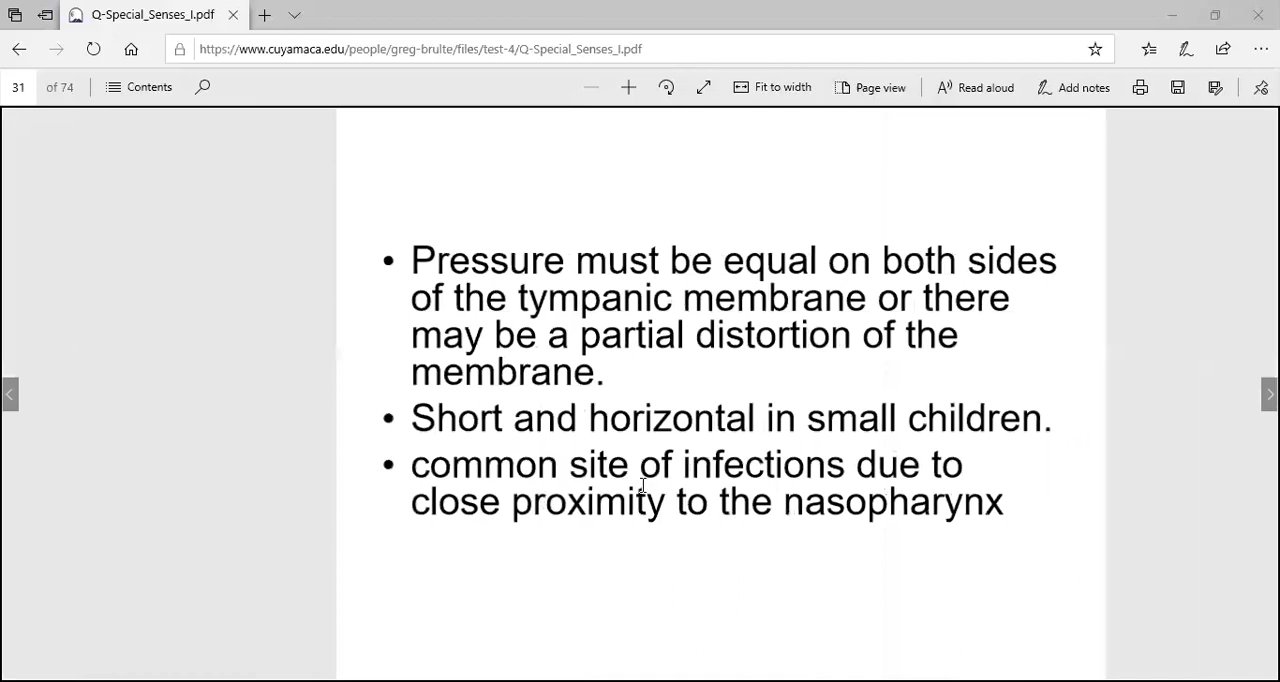 Q-Special_Senses_I.pdf
https://www.cuyamaca.edu/people/greg-brulte/files/test-4/Q-Special_Senses_I.pdf
31 of 74 Contents Fit to width Page view Read aloud Add notes
• Pressure must be equal on both sides
of the tympanic membrane or there
may be a partial distortion of the
membrane.
• Short and horizontal in small children.
• common site of infections due to
close proximity to the nasopharynx